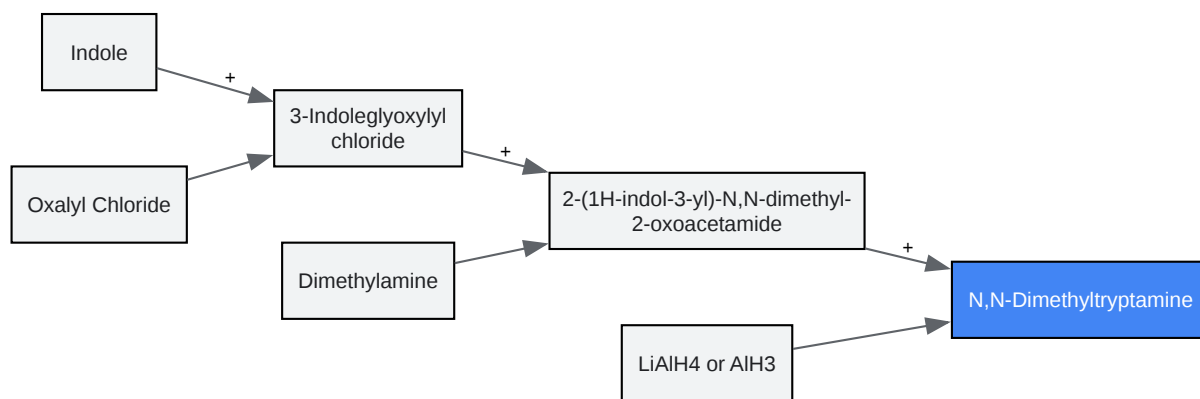 Indole
+
3-Indoleglyoxylyl
chloride
+
Oxalyl Chloride
2-(1H-indol-3-yl)-N,N-dimethyl-
2-oxoacetamide
+
Dimethylamine
N,N-Dimethyltryptamine
LiAlH4 or AlH3